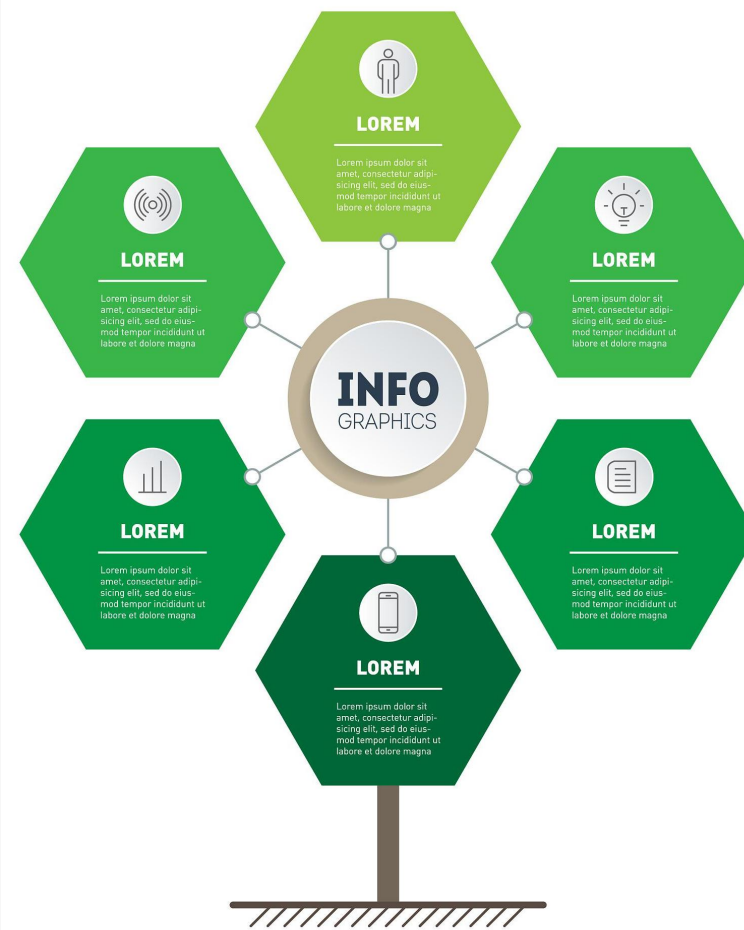 LOREM
Lorem ipsum dolor sit
amet, consectetur adipi-
sicing elit, sed do eius-
mod tempor incididunt ut
labore et dolore magna
LOREM
Lorem ipsum dolor sit
amet, consectetur adipi-
sicing elit, sed do eius-
mod tempor incididunt ut
labore et dolore magna
LOREM
Lorem ipsum dolor sit
amet, consectetur adipi-
sicing elit, sed do eius-
mod tempor incididunt ut
labore et dolore magna
INFO
GRAPHICS
LOREM
Lorem ipsum dolor sit
amet, consectetur adipi-
sicing elit, sed do eius-
mod tempor incididunt ut
labore et dolore magna
LOREM
Lorem ipsum dolor sit
amet, consectetur adipi-
sicing elit, sed do eius-
mod tempor incididunt ut
labore et dolore magna
LOREM
Lorem ipsum dolor sit
amet, consectetur adipi-
sicing elit, sed do eius-
mod tempor incididunt ut
labore et dolore magna